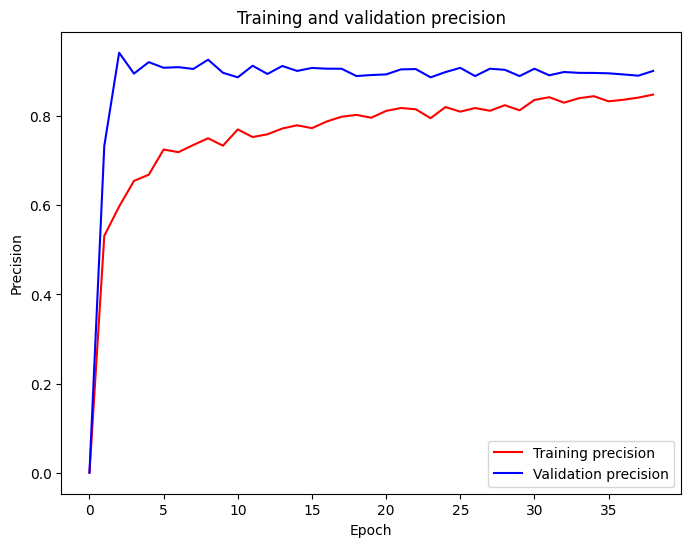 Training and validation precision
Precision
0.8
0.6
0.4
0.2
0.0
0 5 10 15 20 25 30 35
Epoch
Training precision
Validation precision